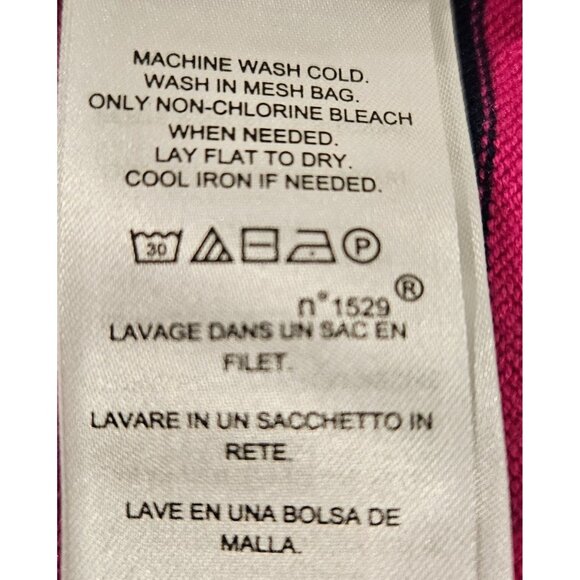 MACHINE WASH COLD.
WASH IN MESH BAG.
ONLY NON-CHLORINE BLEACH
WHEN NEEDED.
LAY FLAT TO DRY.
COOL IRON IF NEEDED.
30 P
n°1529 ®
LAVAGE DANS UN SAC EN
FILET.
LAVARE IN UN SACCHETTO IN
RETE.
LAVE EN UNA BOLSA DE
MALLA.